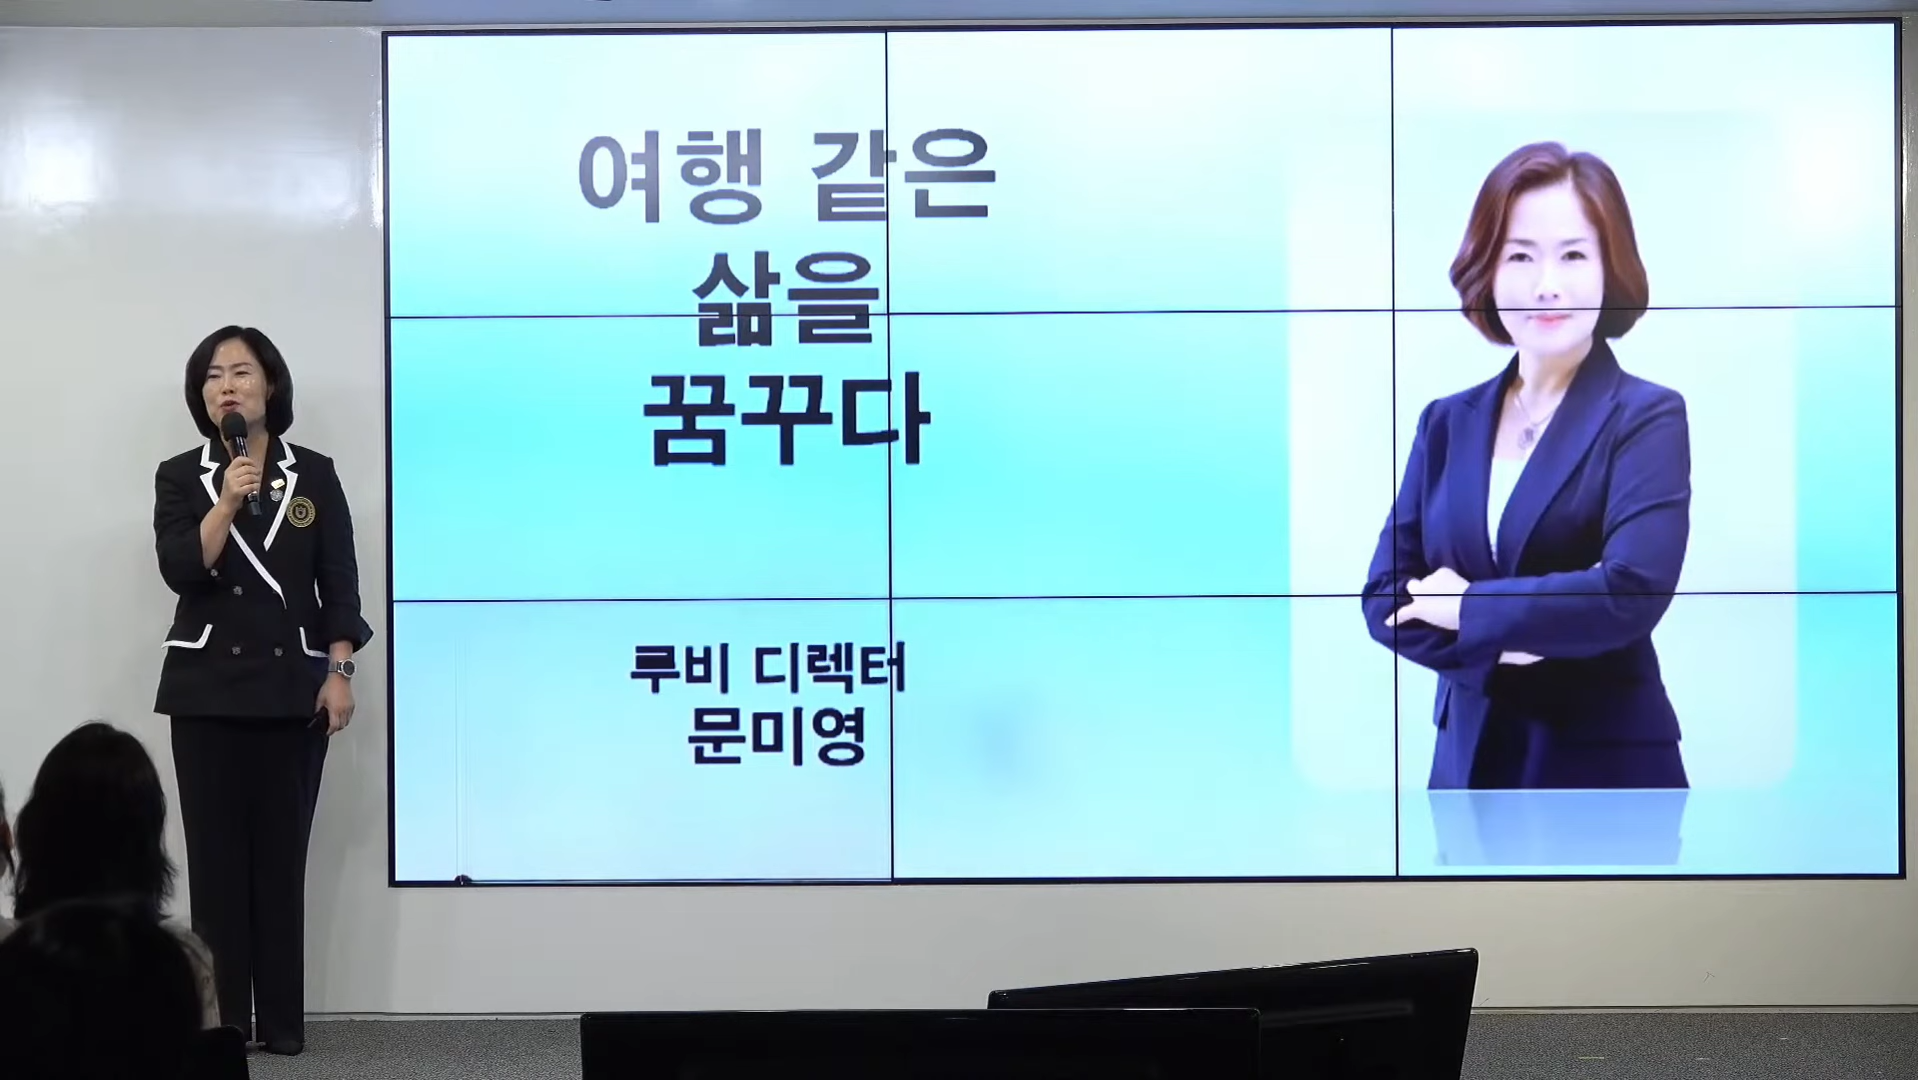 여행 같은
삶을
꿈꾸다
루비 디렉터
문미영